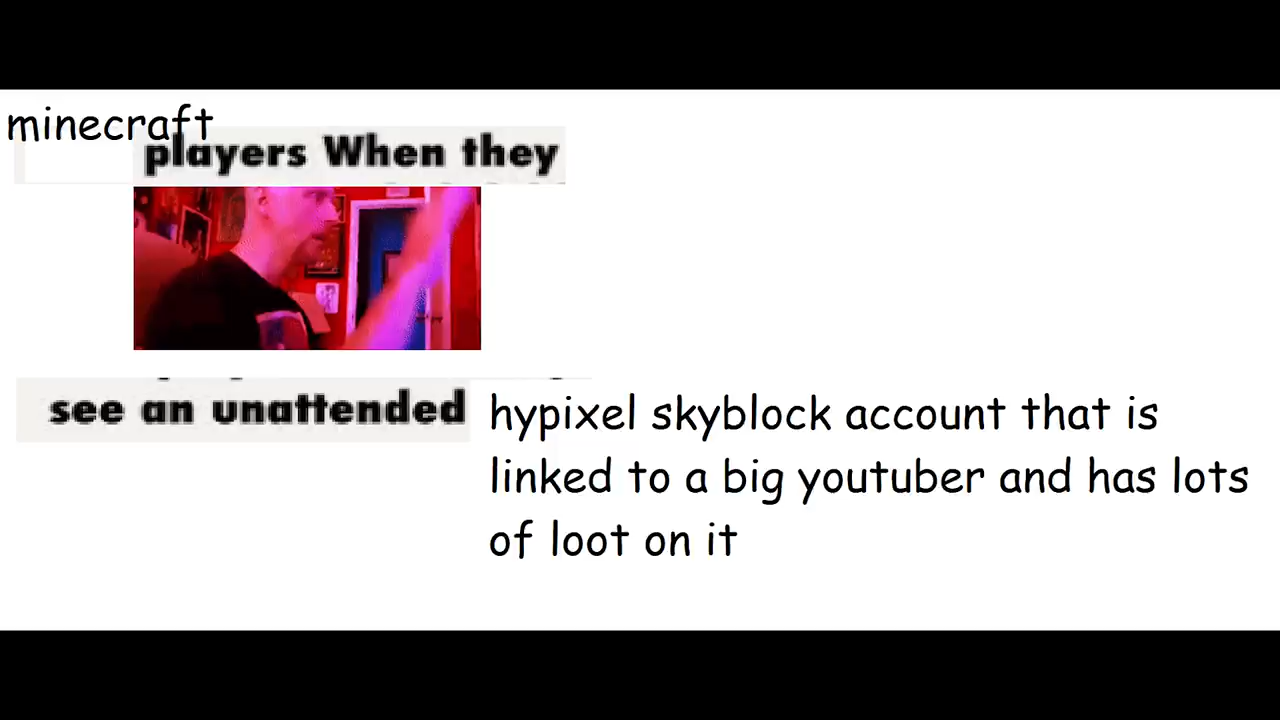 minecraft
players When they
see an unattended
hypixel skyblock account that is
linked to a big youtuber and has lots
of loot on it